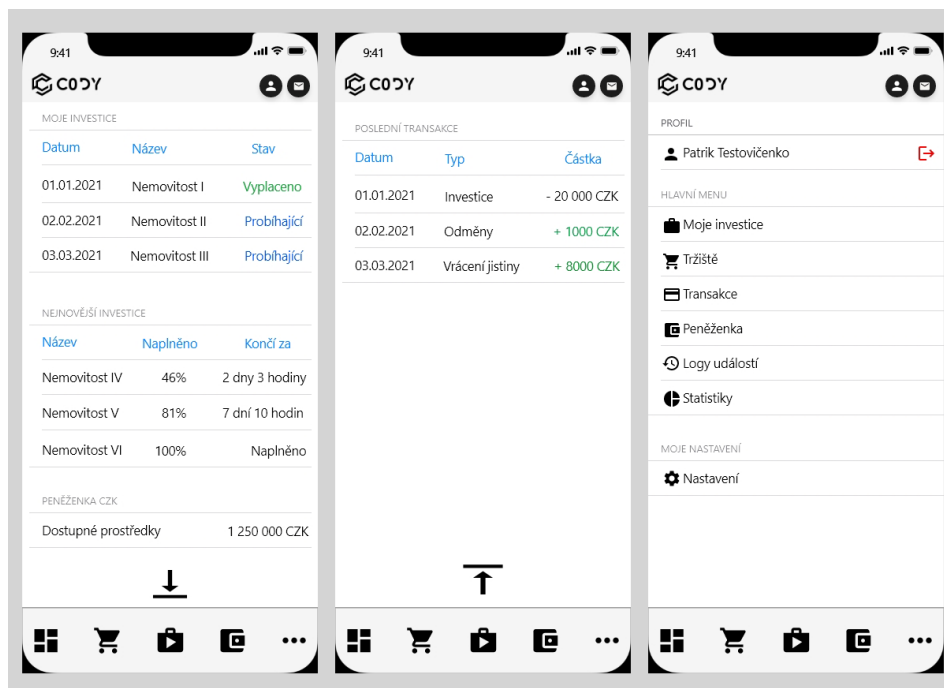 9:41
CODY
MOJE INVESTICE
Datum Název Stav
01.01.2021 Nemovitost I Vyplaceno
02.02.2021 Nemovitost II Probíhající
03.03.2021 Nemovitost III Probíhající
NEJNOVĚJŠÍ INVESTICE
Název Naplněno Končí za
Nemovitost IV 46% 2 dny 3 hodiny
Nemovitost V 81% 7 dní 10 hodin
Nemovitost VI 100% Naplněno
PENĚŽENKA CZK
Dostupné prostředky 1 250 000 CZK
9:41
CODY
POSLEDNÍ TRANSAKCE
Datum Typ Částka
01.01.2021 Investice - 20 000 CZK
02.02.2021 Odměny + 1000 CZK
03.03.2021 Vrácení jistiny + 8000 CZK
9:41
CODY
PROFIL
Patrik Testovičenko
HLAVNÍ MENU
Moje investice
Tržiště
Transakce
Peněženka
Logy událostí
Statistiky
MOJE NASTAVENÍ
Nastavení